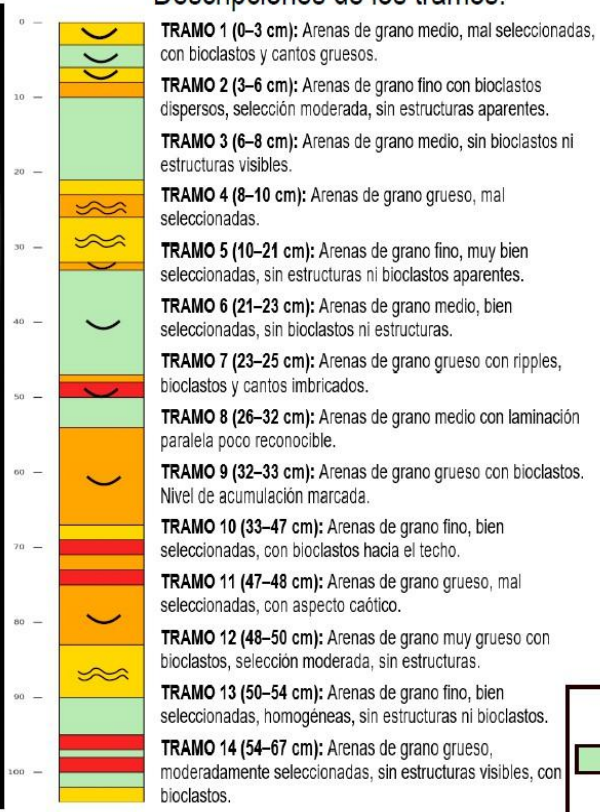 Descripciones de los tramos:
0
10
20
30
40
50
60
70
80
90
100
TRAMO 1 (0–3 cm): Arenas de grano medio, mal seleccionadas,
con bioclastos y cantos gruesos.
TRAMO 2 (3–6 cm): Arenas de grano fino con bioclastos
dispersos, selección moderada, sin estructuras aparentes.
TRAMO 3 (6–8 cm): Arenas de grano medio, sin bioclastos ni
estructuras visibles.
TRAMO 4 (8–10 cm): Arenas de grano grueso, mal
seleccionadas.
TRAMO 5 (10–21 cm): Arenas de grano fino, muy bien
seleccionadas, sin estructuras ni bioclastos aparentes.
TRAMO 6 (21–23 cm): Arenas de grano medio, bien
seleccionadas, sin bioclastos ni estructuras.
TRAMO 7 (23–25 cm): Arenas de grano grueso con ripples,
bioclastos y cantos imbricados.
TRAMO 8 (26–32 cm): Arenas de grano medio con laminación
paralela poco reconocible.
TRAMO 9 (32–33 cm): Arenas de grano grueso con bioclastos.
Nivel de acumulación marcada.
TRAMO 10 (33–47 cm): Arenas de grano fino, bien
seleccionadas, con bioclastos hacia el techo.
TRAMO 11 (47–48 cm): Arenas de grano grueso, mal
seleccionadas, con aspecto caótico.
TRAMO 12 (48–50 cm): Arenas de grano muy grueso con
bioclastos, selección moderada, sin estructuras.
TRAMO 13 (50–54 cm): Arenas de grano fino, bien
seleccionadas, homogéneas, sin estructuras ni bioclastos.
TRAMO 14 (54–67 cm): Arenas de grano grueso,
moderadamente seleccionadas, sin estructuras visibles, con
bioclastos.